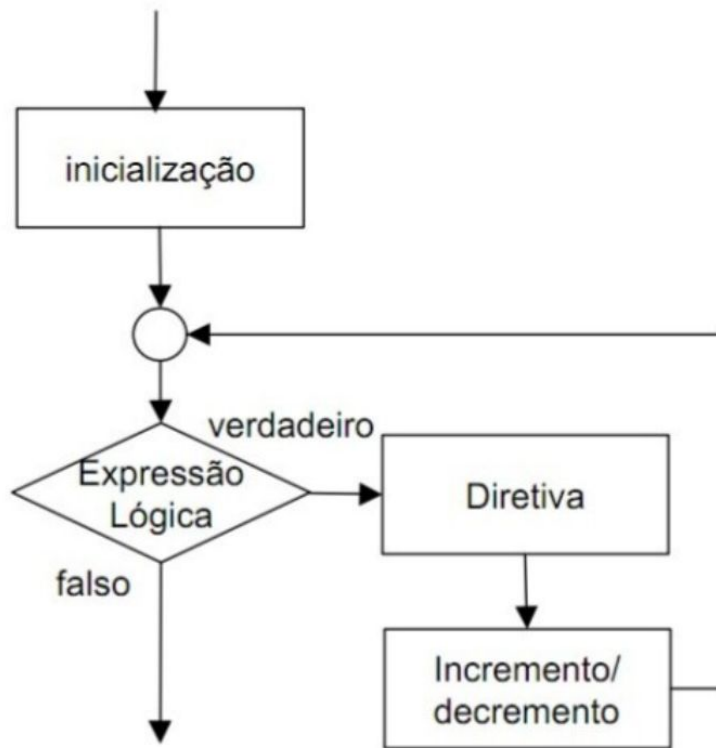 inicialização
verdadeiro
Expressão
Lógica
Diretiva
falso
Incremento/
decremento